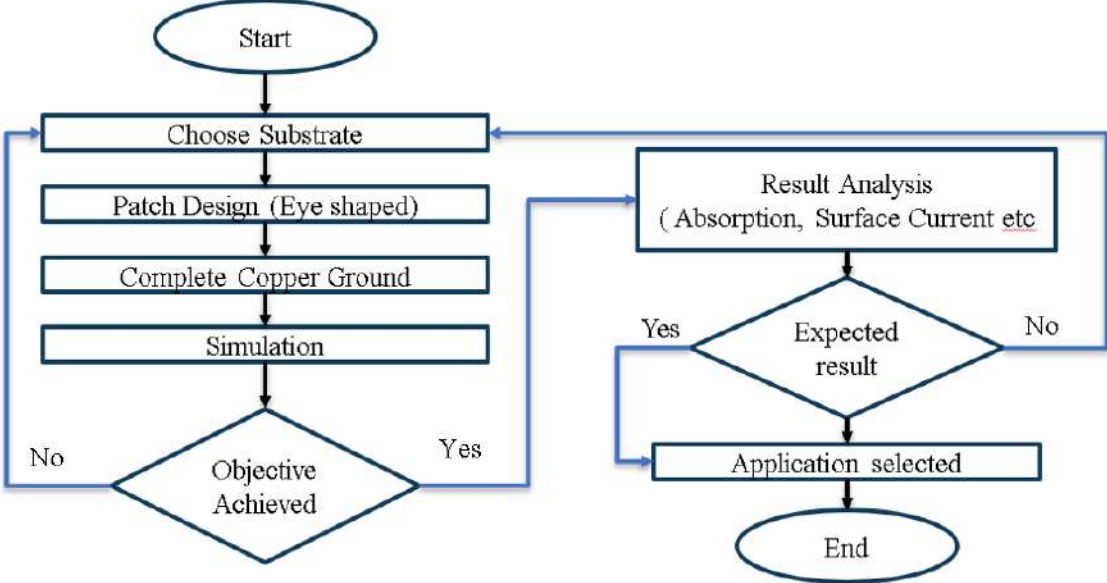 Start
Choose Substrate
Patch Design (Eye shaped)
Complete Copper Ground
Simulation
Objective
Achieved
No
Yes
Result Analysis
( Absorption, Surface Current etc
Expected
result
Yes
No
Application selected
End